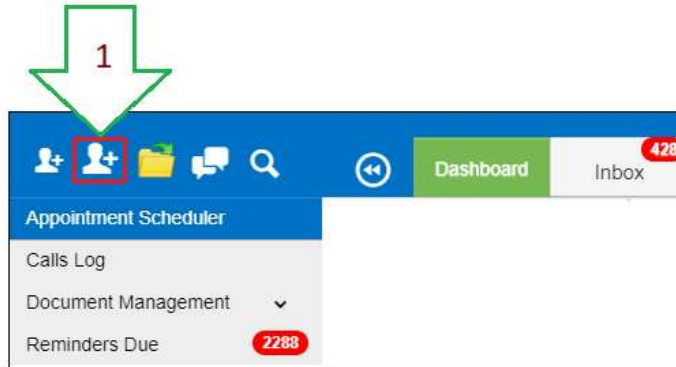 1
Dashboard
Inbox
428
Appointment Scheduler
Calls Log
Document Management
Reminders Due 2288